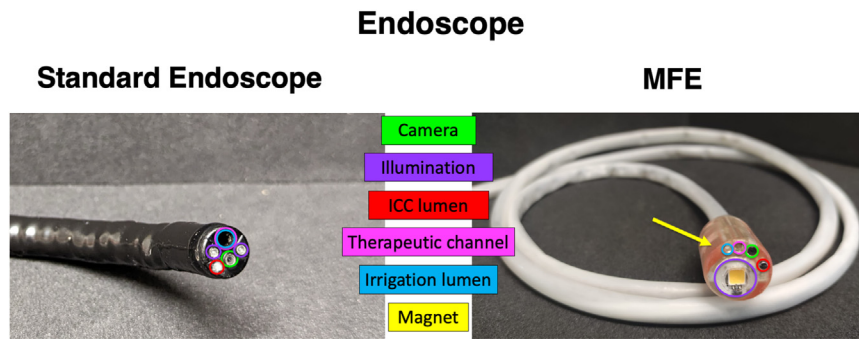 Endoscope
Standard Endoscope
MFE
Camera
Illumination
ICC lumen
Therapeutic channel
Irrigation lumen
Magnet